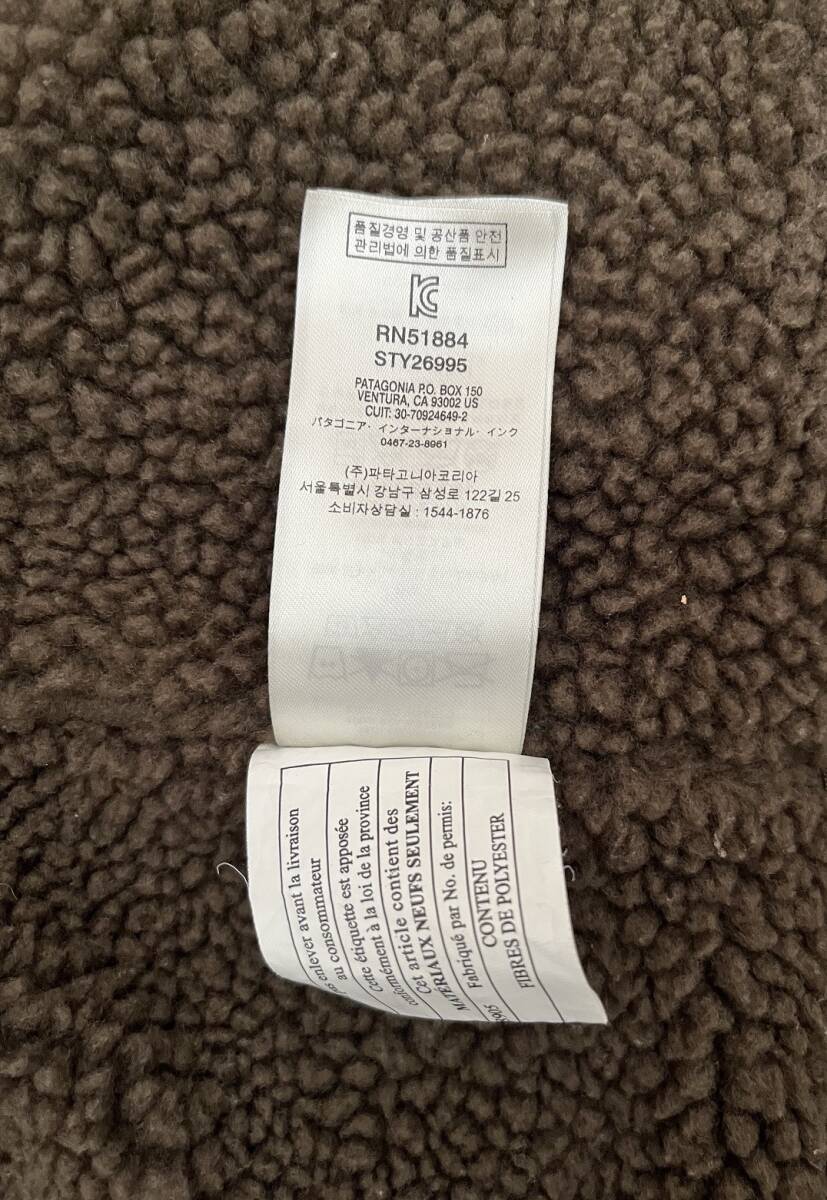 품질경영 및 공산품 안전
관리법에 의한 품질표시
RN51884
STY26995
PATAGONIA P.O. BOX 150
VENTURA, CA 93002 US
CUIT: 30-70924649-2
パタゴニア・インターナショナル・インク
0467-23-8961
(주)파타고니아코리아
서울특별시 강남구 삼성로 122길 25
소비자상담실 : 1544-1876
enlever avant la livraison
au consommateur
Cette étiquette est apposée
conformément à la loi de la province
Cet article contient des
MATÉRIAUX NEUFS SEULEMENT
Fabriqué par No. de permis:
CONTENU
FIBRES DE POLYESTER